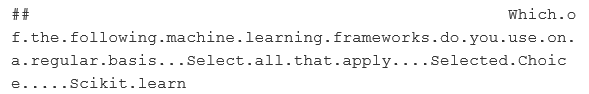 ## Which.o
f.the.following.machine.learning.frameworks.do.you.use.on.
a.regular.basis...Select.all.that.apply....Selected.Choic
e.....Scikit.learn